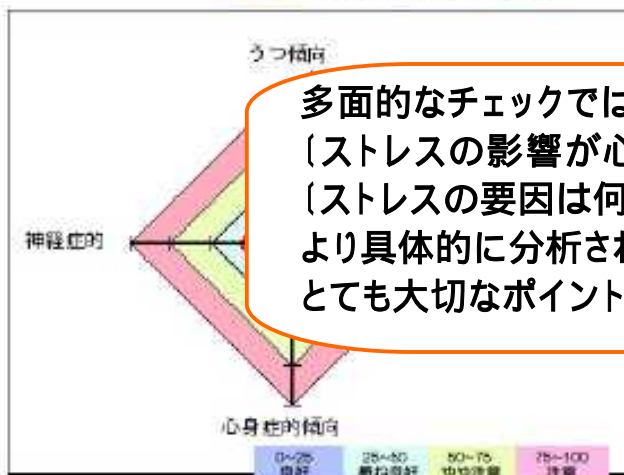 うつ傾向
多面的なチェックでは
〔ストレスの影響が心
〔ストレスの要因は何
より具体的に分析され
とても大切なポイント
神経症的
心身症的傾向
0~25 25~50 50~75 75~100
良好 概ね良好 やや注意 注意